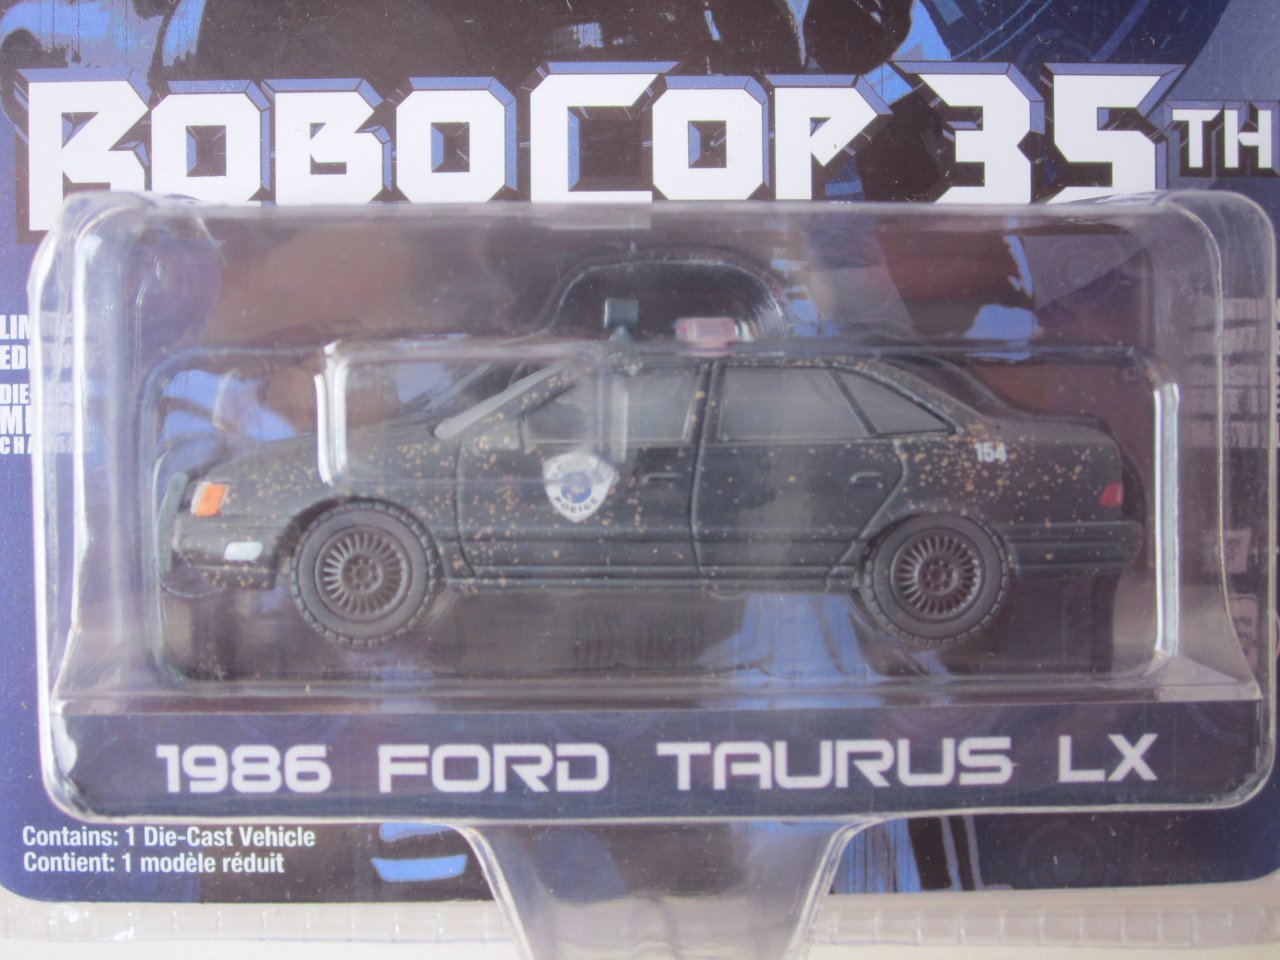 ROBOCOP 35TH
154
POLICE
1986 FORD TAURUS LX
Contains: 1 Die-Cast Vehicle
Contient: 1 modèle réduit